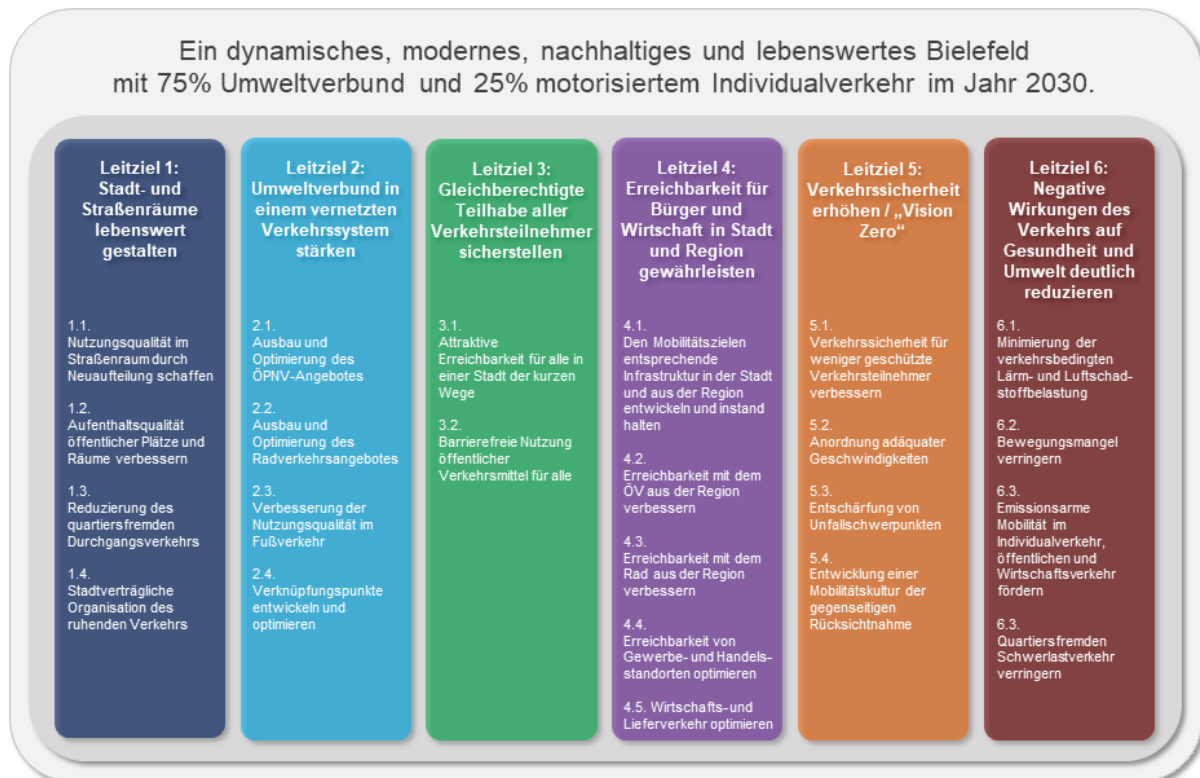 Ein dynamisches, modernes, nachhaltiges und lebenswertes Bielefeld
mit 75% Umweltverbund und 25% motorisiertem Individualverkehr im Jahr 2030.
Leitziel 1:
Stadt- und
Straßenräume
lebenswert
gestalten
1.1.
Nutzungsqualität im
Straßenraum durch
Neuaufteilung schaffen
1.2.
Aufenthaltsqualität
öffentlicher Plätze und
Räume verbessern
1.3.
Reduzierung des
quartiersfremden
Durchgangsverkehrs
1.4.
Stadtverträgliche
Organisation des
ruhenden Verkehrs
Leitziel 2:
Umweltverbund in
einem vernetzten
Verkehrssystem
stärken
2.1.
Ausbau und
Optimierung des
ÖPNV-Angebotes
2.2.
Ausbau und
Optimierung des
Radverkehrsangebotes
2.3.
Verbesserung der
Nutzungsqualität im
Fußverkehr
2.4.
Verknüpfungspunkte
entwickeln und
optimieren
Leitziel 3:
Gleichberechtigte
Teilhabe aller
Verkehrsteilnehmer
sicherstellen
3.1.
Attraktive
Erreichbarkeit für alle in
einer Stadt der kurzen
Wege
3.2.
Barrierefreie Nutzung
öffentlicher
Verkehrsmittel für alle
Leitziel 4:
Erreichbarkeit für
Bürger und
Wirtschaft in Stadt
und Region
gewährleisten
4.1.
Den Mobilitätszielen
entsprechende
Infrastruktur in der Stadt
und aus der Region
entwickeln und instand
halten
4.2.
Erreichbarkeit mit dem
ÖV aus der Region
verbessern
4.3.
Erreichbarkeit mit dem
Rad aus der Region
verbessern
4.4.
Erreichbarkeit von
Gewerbe- und Handels-
standorten optimieren
4.5. Wirtschafts- und
Lieferverkehr optimieren
Leitziel 5:
Verkehrssicherheit
erhöhen / „Vision
Zero“
5.1.
Verkehrssicherheit für
weniger geschützte
Verkehrsteilnehmer
verbessern
5.2.
Anordnung adäquater
Geschwindigkeiten
5.3.
Entschärfung von
Unfallschwerpunkten
5.4.
Entwicklung einer
Mobilitätskultur der
gegenseitigen
Rücksichtnahme
Leitziel 6:
Negative
Wirkungen des
Verkehrs auf
Gesundheit und
Umwelt deutlich
reduzieren
6.1.
Minimierung der
verkehrsbedingten
Lärm- und Luftschad-
stoffbelastung
6.2.
Bewegungsmangel
verringern
6.3.
Emissionsarme
Mobilität im
Individualverkehr,
öffentlichen und
Wirtschaftsverkehr
fördern
6.3.
Quartiersfremden
Schwerlastverkehr
verringern